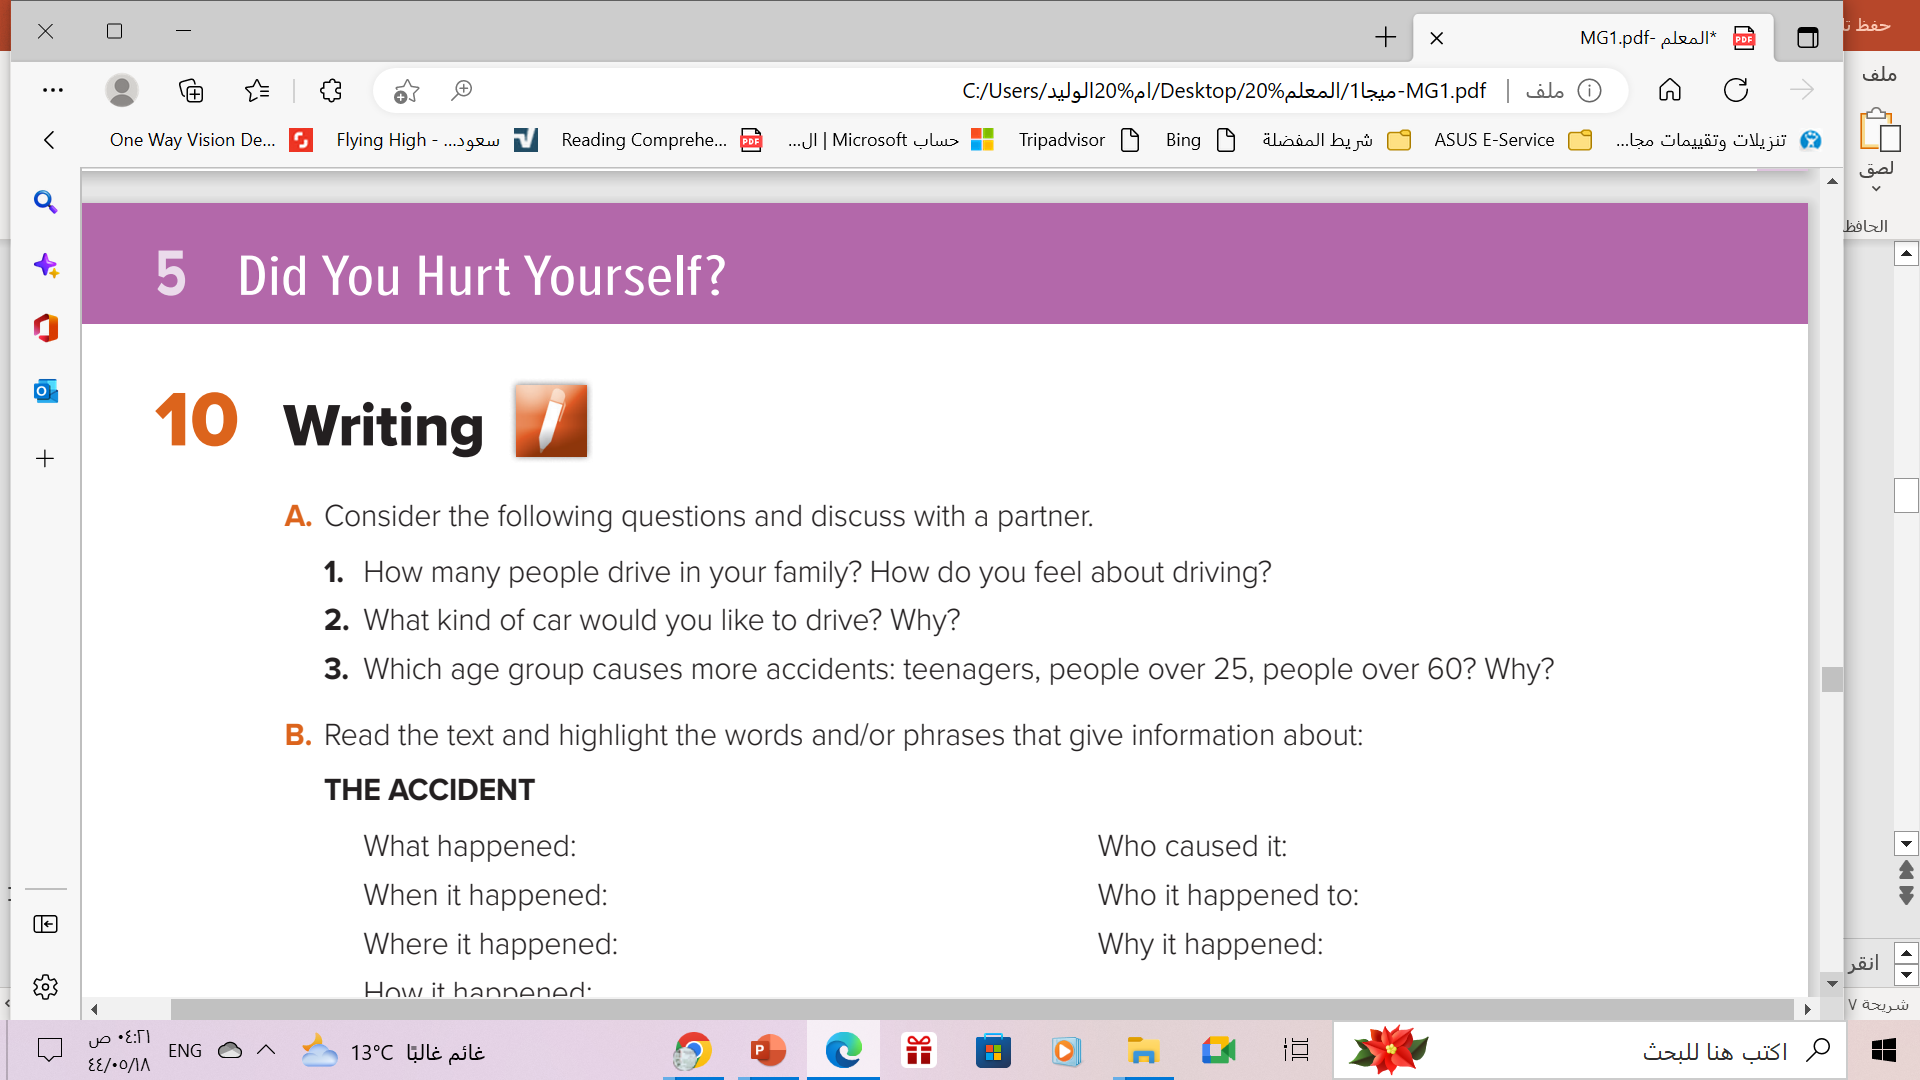 حفظ تل
*المعلم -MG1.pdf
ملف
C:/Users/ام%20الوليد/Desktop/20%المعلم/1ميجا-MG1.pdf
ملف
One Way Vision De...
Flying High - سعود...
Reading Comprehe...
حساب Microsoft | ال...
Tripadvisor
Bing
شريط المفضلة
ASUS E-Service
تنزيلات وتقييمات مجا...
لصق
الحافظ
5 Did You Hurt Yourself?
10 Writing
A. Consider the following questions and discuss with a partner.
1. How many people drive in your family? How do you feel about driving?
2. What kind of car would you like to drive? Why?
3. Which age group causes more accidents: teenagers, people over 25, people over 60? Why?
B. Read the text and highlight the words and/or phrases that give information about:
THE ACCIDENT
What happened:
Who caused it:
When it happened:
Who it happened to:
Where it happened:
Why it happened:
How it happened:
انقر
شريحة ٧
٠٤:٢١ ص
٤٤/٠٥/١٨
ENG
13°C غائم غالبًا
اكتب هنا للبحث